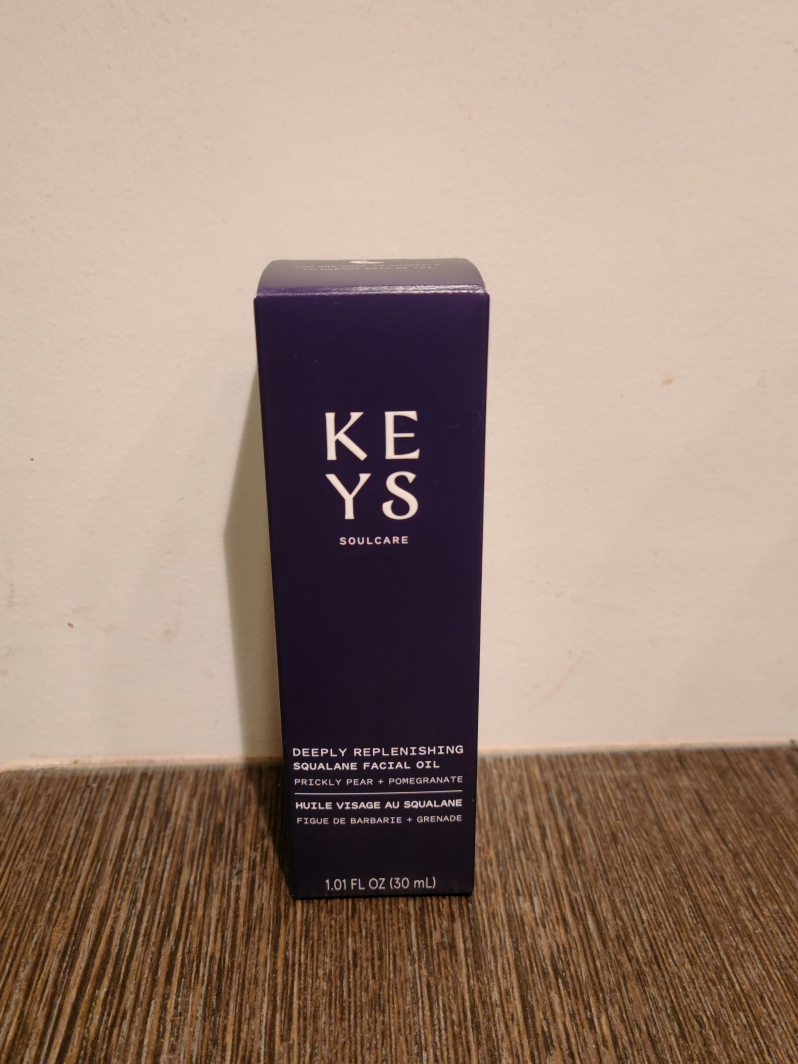 KE
YS
SOULCARE
DEEPLY REPLENISHING
SQUALANE FACIAL OIL
PRICKLY PEAR + POMEGRANATE
HUILE VISAGE AU SQUALANE
FIGUE DE BARBARIE + GRENADE
1.01 FL OZ (30 mL)